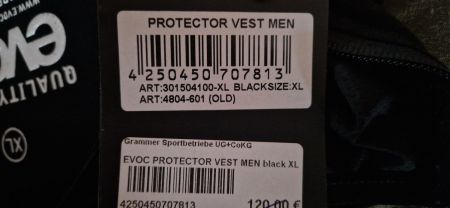 PROTECTOR VEST MEN
4 250450 707813
ART:301504100-XL BLACKSIZE:XL
ART:4804-601 (OLD)
Grammer Sportbetriebe UG+CoKG
EVOC PROTECTOR VEST MEN black XL
4250450707813
120,00 €
evoc
QUALITY
XL